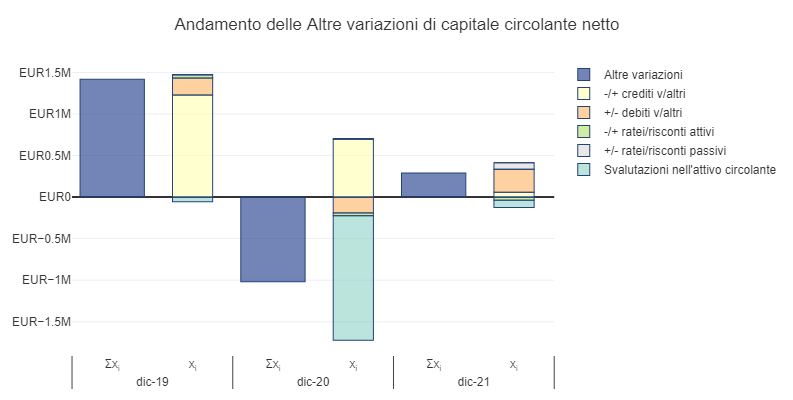 Andamento delle Altre variazioni di capitale circolante netto
EUR1.5M
EUR1M
EUR0.5M
EUR0
EUR−0.5M
EUR−1M
EUR−1.5M
Σxi xi Σxi xi Σxi xi
dic-19 dic-20 dic-21
Altre variazioni
-/+ crediti v/altri
+/- debiti v/altri
-/+ ratei/risconti attivi
+/- ratei/risconti passivi
Svalutazioni nell'attivo circolante